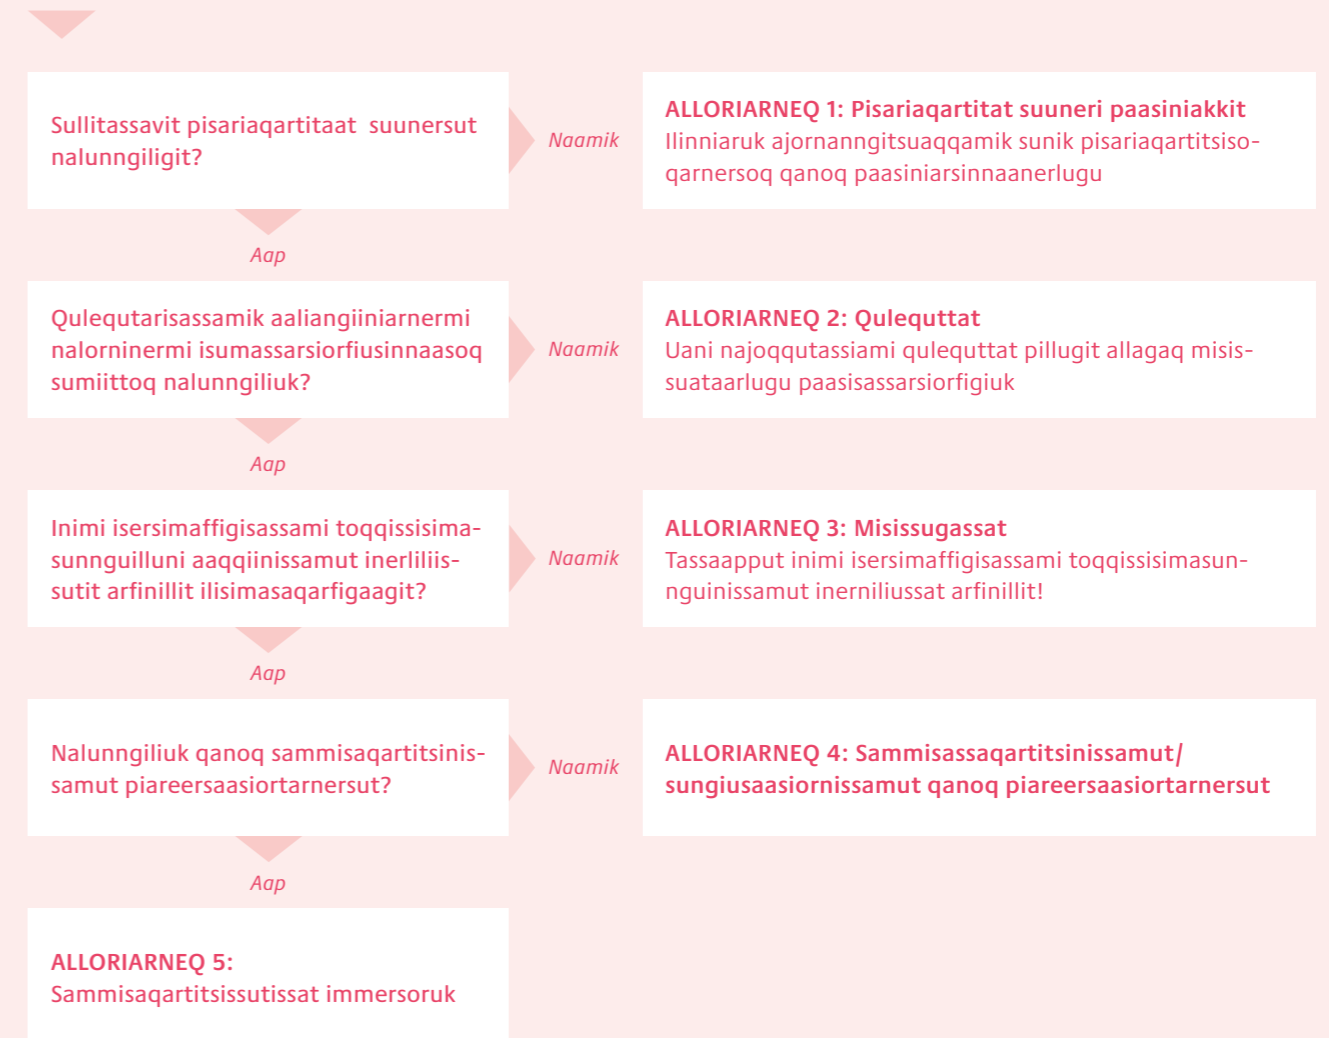 Sullitassavit pisariaqartitaat  suunersut
nalunngiligit?
Naamik
ALLORIARNEQ 1: Pisariaqartitat suuneri paasiniakkit
Ilinniaruk ajornanngitsuaqqamik sunik pisariaqartitsiso-
qarnersoq qanoq paasiniarsinnaanerlugu
Aap
Qulequtarisassamik aaliangiiniarnermi
nalorninermi isumassarsiorfiusinnaasoq
sumiittoq nalunngiliuk?
Naamik
ALLORIARNEQ 2: Qulequttat
Uani najoqqutassiami qulequttat pillugit allagaq misis-
suataarlugu paasisassarsiorfigiuk
Aap
Inimi isersimaffigisassami toqqissisima-
sunnguilluni aaqqiinissamut inerliliis-
sutit arfinillit ilisimasaqarfigaagit?
Naamik
ALLORIARNEQ 3: Misissugassat
Tassaapput inimi isersimaffigisassami toqqissisimasun-
nguinissamut inerniliussat arfinillit!
Aap
Nalunngiliuk qanoq sammisaqartitsinis-
samut piareersaasiortarnersut?
Naamik
ALLORIARNEQ 4: Sammisassaqartitsinissamut/
sungiusaasiornissamut qanoq piareersaasiortarnersut
Aap
ALLORIARNEQ 5:
Sammisaqartitsissutissat immersoruk